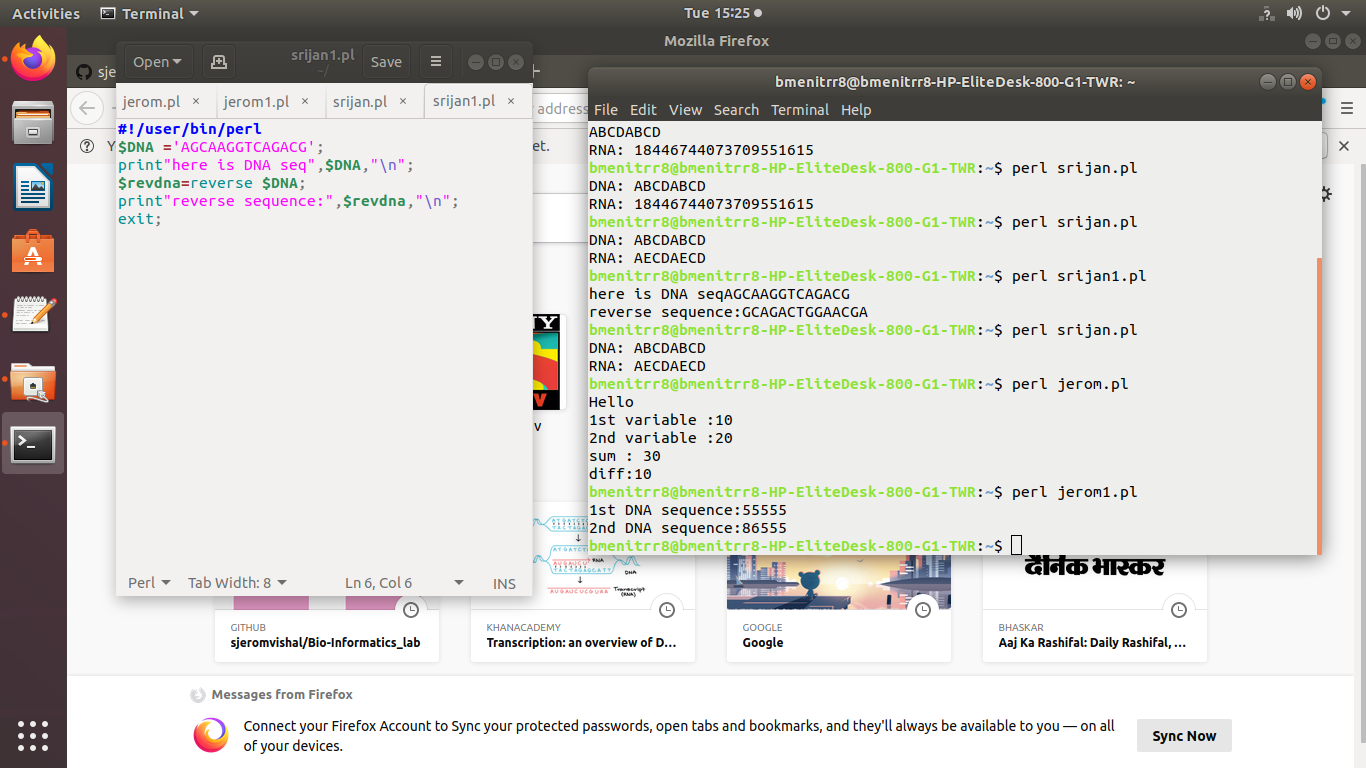 Activities
Terminal
Tue 15:25
Mozilla Firefox
sje
srijan1.pl
~/
Open
Save
jerom.pl
jerom1.pl
srijan.pl
srijan1.pl
#!/user/bin/perl
$DNA ='AGCAAGGTCAGACG';
print"here is DNA seq",$DNA,"\n";
$revdna=reverse $DNA;
print"reverse sequence:",$revdna,"\n";
exit;
Perl
Tab Width: 8
Ln 6, Col 6
INS
address
et.
bmenitrr8@bmenitrr8-HP-EliteDesk-800-G1-TWR: ~
File Edit View Search Terminal Help
ABCDABCD
RNA: 18446744073709551615
bmenitrr8@bmenitrr8-HP-EliteDesk-800-G1-TWR:~$ perl srijan.pl
DNA: ABCDABCD
RNA: 18446744073709551615
bmenitrr8@bmenitrr8-HP-EliteDesk-800-G1-TWR:~$ perl srijan.pl
DNA: ABCDABCD
RNA: AECDAECD
bmenitrr8@bmenitrr8-HP-EliteDesk-800-G1-TWR:~$ perl srijan1.pl
here is DNA seqAGCAAGGTCAGACG
reverse sequence:GCAGACTGGAACGA
bmenitrr8@bmenitrr8-HP-EliteDesk-800-G1-TWR:~$ perl srijan.pl
DNA: ABCDABCD
RNA: AECDAECD
bmenitrr8@bmenitrr8-HP-EliteDesk-800-G1-TWR:~$ perl jerom.pl
Hello
1st variable :10
2nd variable :20
sum : 30
diff:10
bmenitrr8@bmenitrr8-HP-EliteDesk-800-G1-TWR:~$ perl jerom1.pl
1st DNA sequence:55555
2nd DNA sequence:86555
bmenitrr8@bmenitrr8-HP-EliteDesk-800-G1-TWR:~$
RNA
DNA
AUGAUCUCGUAA
Transcript
(RNA)
दैनिक भास्कर
GITHUB
sjeromvishal/Bio-Informatics_lab
KHANACADEMY
Transcription: an overview of D...
GOOGLE
Google
BHASKAR
Aaj Ka Rashifal: Daily Rashifal, ...
Messages from Firefox
Connect your Firefox Account to Sync your protected passwords, open tabs and bookmarks, and they'll always be available to you — on all
of your devices.
Sync Now